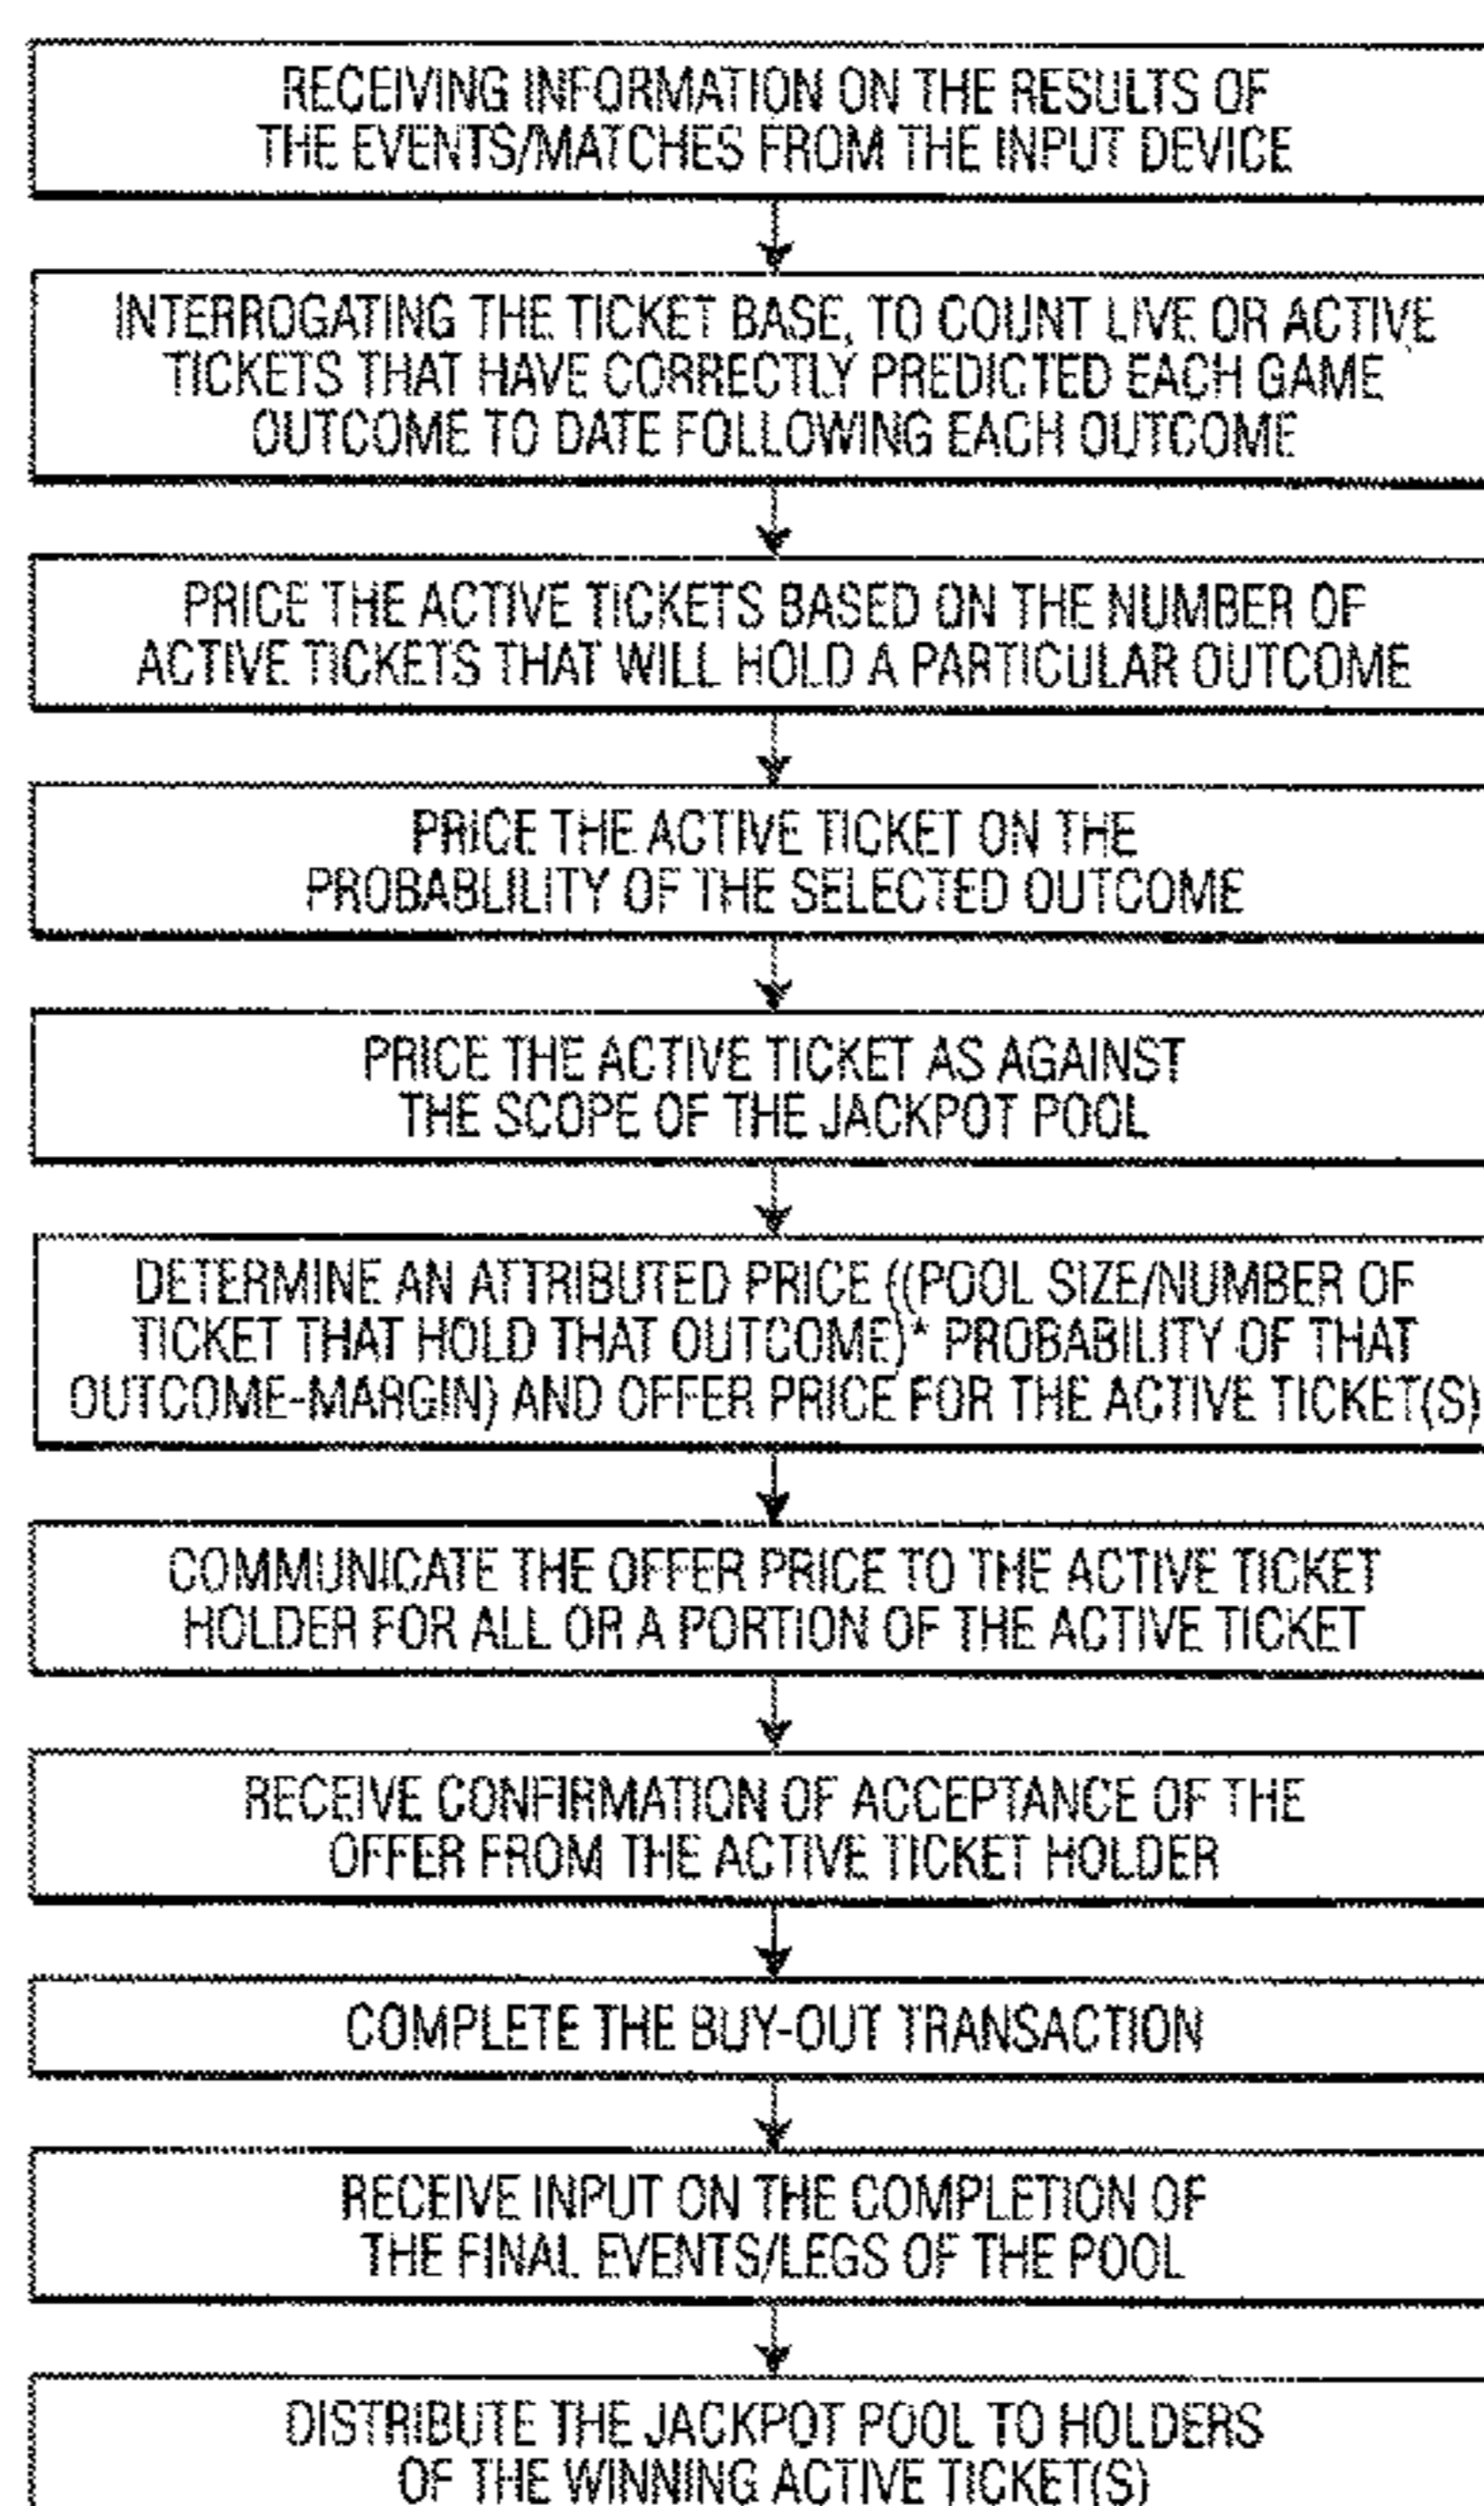 RECEIVING INFORMATION ON THE RESULTS OF
THE EVENTS/MATCHES FROM THE INPUT DEVICE
INTERROGATING THE TICKET BASE, TO COUNT LIVE OR ACTIVE
TICKETS THAT HAVE CORRECTLY PREDICTED EACH GAME
OUTCOME TO DATE FOLLOWING EACH OUTCOME
PRICE THE ACTIVE TICKETS BASED ON THE NUMBER OF
ACTIVE TICKETS THAT WILL HOLD A PARTICULAR OUTCOME
PRICE THE ACTIVE TICKET ON THE
PROBABLILITY OF THE SELECTED OUTCOME
PRICE THE ACTIVE TICKET AS AGAINST
THE SCOPE OF THE JACKPOT POOL
DETERMINE AN ATTRIBUTED PRICE ((POOL SIZE/NUMBER OF
TICKET THAT HOLD THAT OUTCOME)* PROBABILITY OF THAT
OUTCOME-MARGIN) AND OFFER PRICE FOR THE ACTIVE TICKET(S)
COMMUNICATE THE OFFER PRICE TO THE ACTIVE TICKET
HOLDER FOR ALL OR A PORTION OF THE ACTIVE TICKET
RECEIVE CONFIRMATION OF ACCEPTANCE OF THE
OFFER FROM THE ACTIVE TICKET HOLDER
COMPLETE THE BUY-OUT TRANSACTION
RECEIVE INPUT ON THE COMPLETION OF
THE FINAL EVENTS/LEGS OF THE POOL
DISTRIBUTE THE JACKPOT POOL TO HOLDERS
OF THE WINNING ACTIVE TICKET(S)